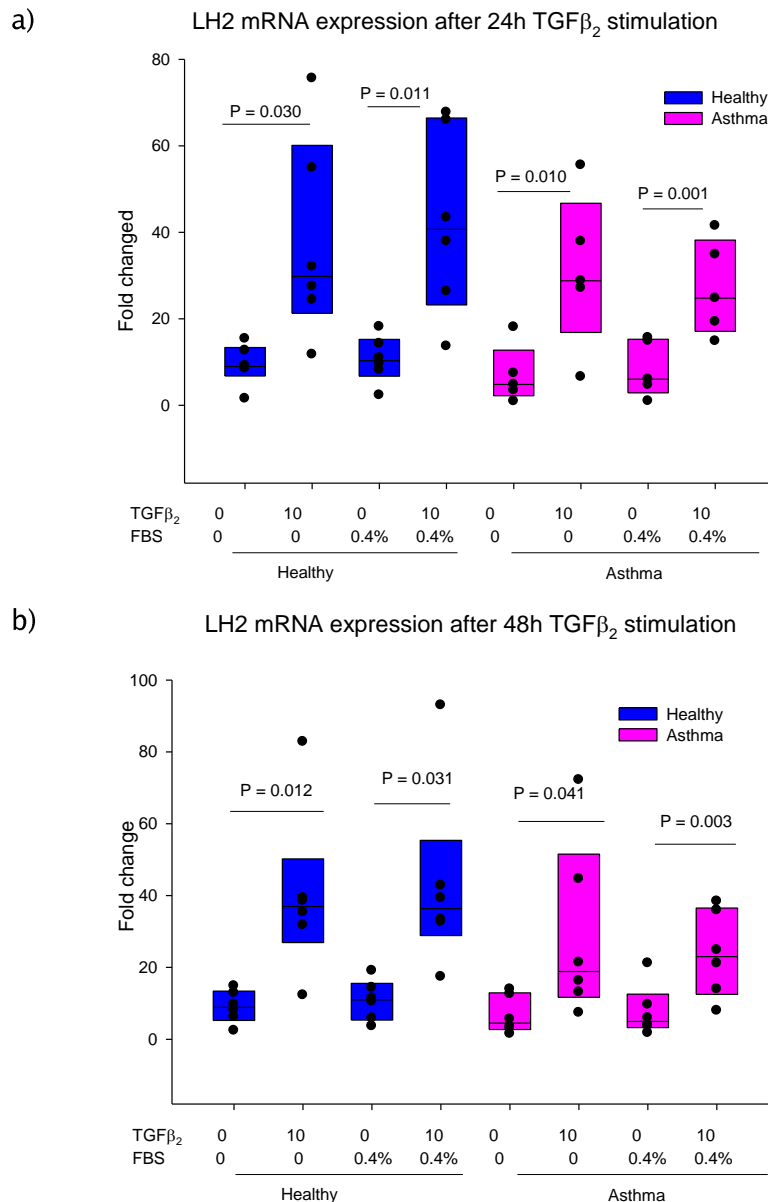 a)
LH2 mRNA expression after 24h TGFβ₂ stimulation
80
60
40
20
0
Fold changed
P = 0.030
P = 0.011
P = 0.010
P = 0.001
Healthy
Asthma
TGFβ₂ 0 10 0 10 0 10 0 10
FBS 0 0 0.4% 0.4% 0 0 0.4% 0.4%
Healthy Asthma
b)
LH2 mRNA expression after 48h TGFβ₂ stimulation
100
80
60
40
20
0
Fold change
P = 0.012
P = 0.031
P = 0.041
P = 0.003
Healthy
Asthma
TGFβ₂ 0 10 0 10 0 10 0 10
FBS 0 0 0.4% 0.4% 0 0 0.4% 0.4%
Healthy Asthma